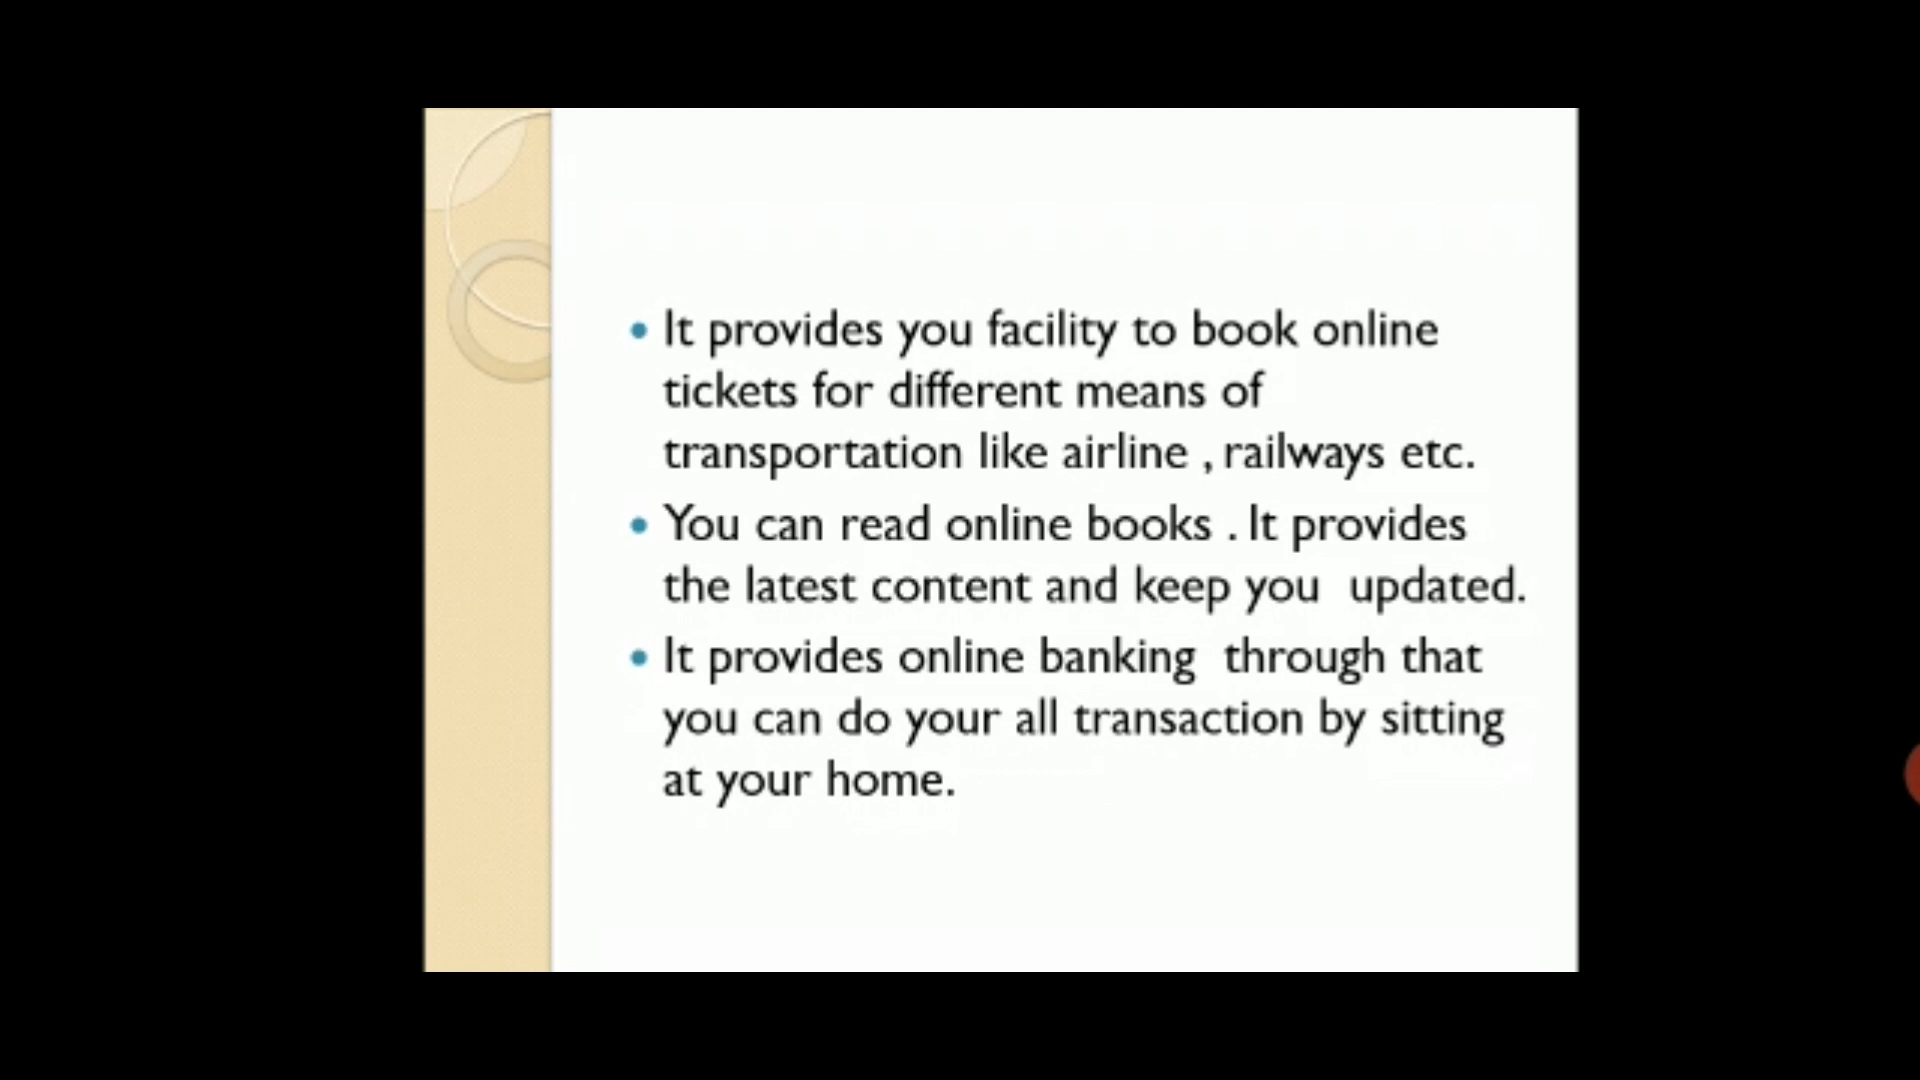 • It provides you facility to book online
tickets for different means of
transportation like airline , railways etc.
• You can read online books . It provides
the latest content and keep you  updated.
• It provides online banking  through that
you can do your all transaction by sitting
at your home.